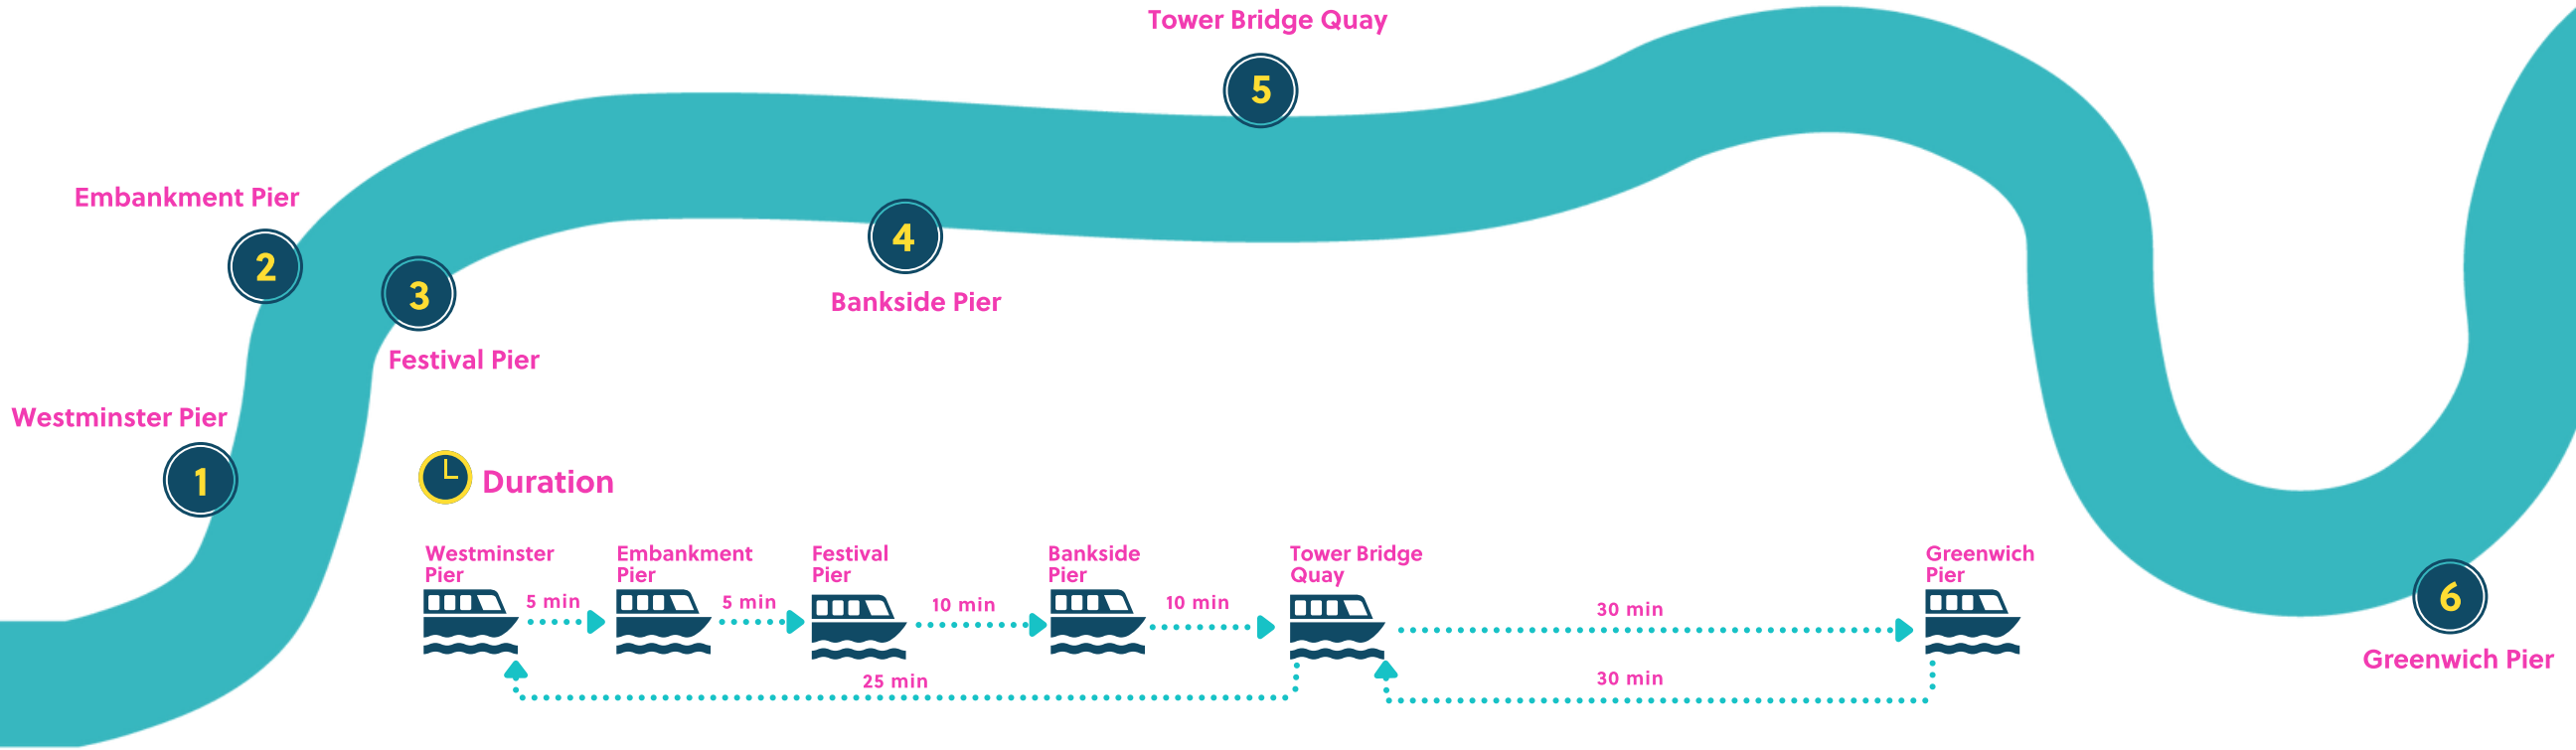 Tower Bridge Quay
5
Embankment Pier
2
4
3
Bankside Pier
Festival Pier
Westminster Pier
1
Duration
Westminster
Pier
5 min
Embankment
Pier
5 min
Festival
Pier
10 min
Bankside
Pier
10 min
Tower Bridge
Quay
30 min
Greenwich
Pier
25 min
30 min
6
Greenwich Pier